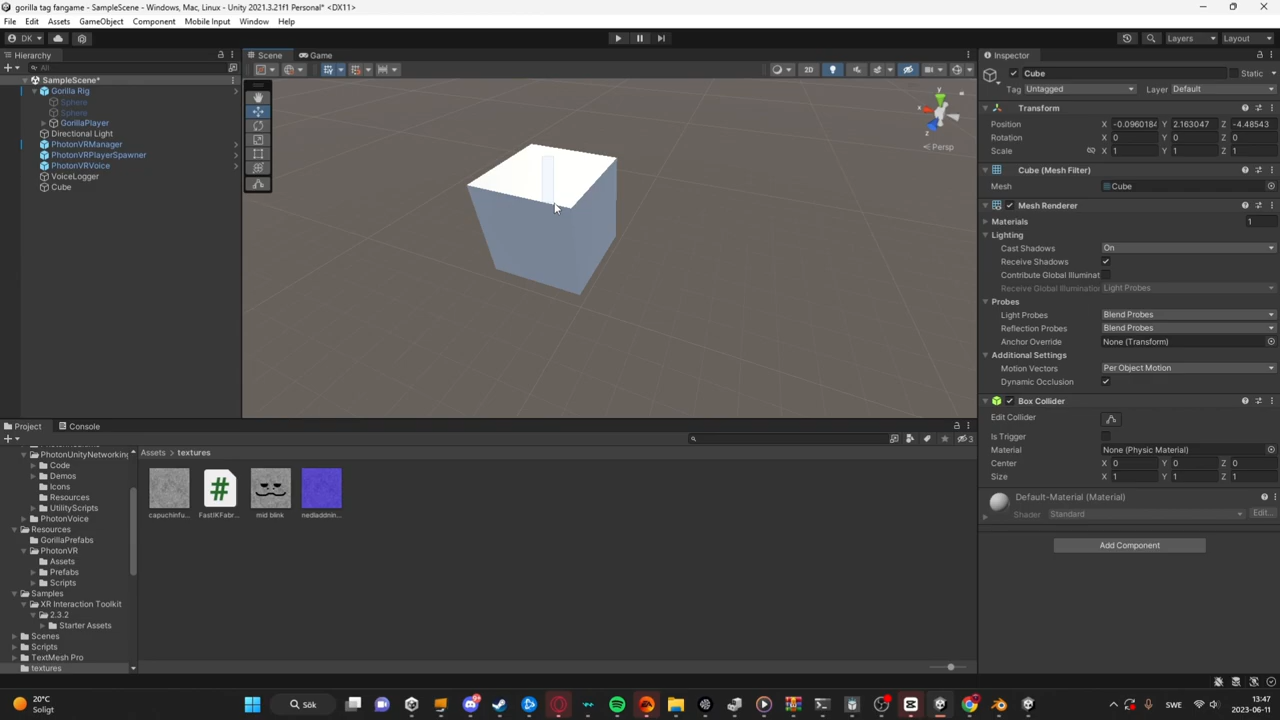 gorilla tag fangame - SampleScene - Windows, Mac, Linux - Unity 2021.3.21f1 Personal* <DX11>
File Edit Assets GameObject Component Mobile Input Window Help
DK
Layers Layout
Hierarchy
All
SampleScene*
Gorilla Rig
Sphere
Sphere
GorillaPlayer
Directional Light
PhotonVRManager
PhotonVRPlayerSpawner
PhotonVRVoice
VoiceLogger
Cube
Scene Game
2D
y
x
z
Persp
Inspector
Cube Static
Tag Untagged Layer Default
Transform
Position X -0.0960184 Y 2.163047 Z -4.48543
Rotation X 0 Y 0 Z 0
Scale X 1 Y 1 Z 1
Cube (Mesh Filter)
Mesh Cube
Mesh Renderer
Materials 1
Lighting
Cast Shadows On
Receive Shadows
Contribute Global Illuminat
Receive Global Illumination Light Probes
Probes
Light Probes Blend Probes
Reflection Probes Blend Probes
Anchor Override None (Transform)
Additional Settings
Motion Vectors Per Object Motion
Dynamic Occlusion
Box Collider
Edit Collider
Is Trigger
Material None (Physic Material)
Center X 0 Y 0 Z 0
Size X 1 Y 1 Z 1
Default-Material (Material)
Shader Standard Edit...
Add Component
Project Console
3
PhotonUnityNetworking
Code
Demos
Icons
Resources
UtilityScripts
PhotonVoice
Resources
GorillaPrefabs
PhotonVR
Assets
Prefabs
Scripts
Samples
XR Interaction Toolkit
2.3.2
Starter Assets
Scenes
Scripts
TextMesh Pro
textures
Assets > textures
capuchinfu... FastIKFabr... mid blink nedladdnin...
20°C
Soligt
Sök
SWE
13:47
2023-06-11